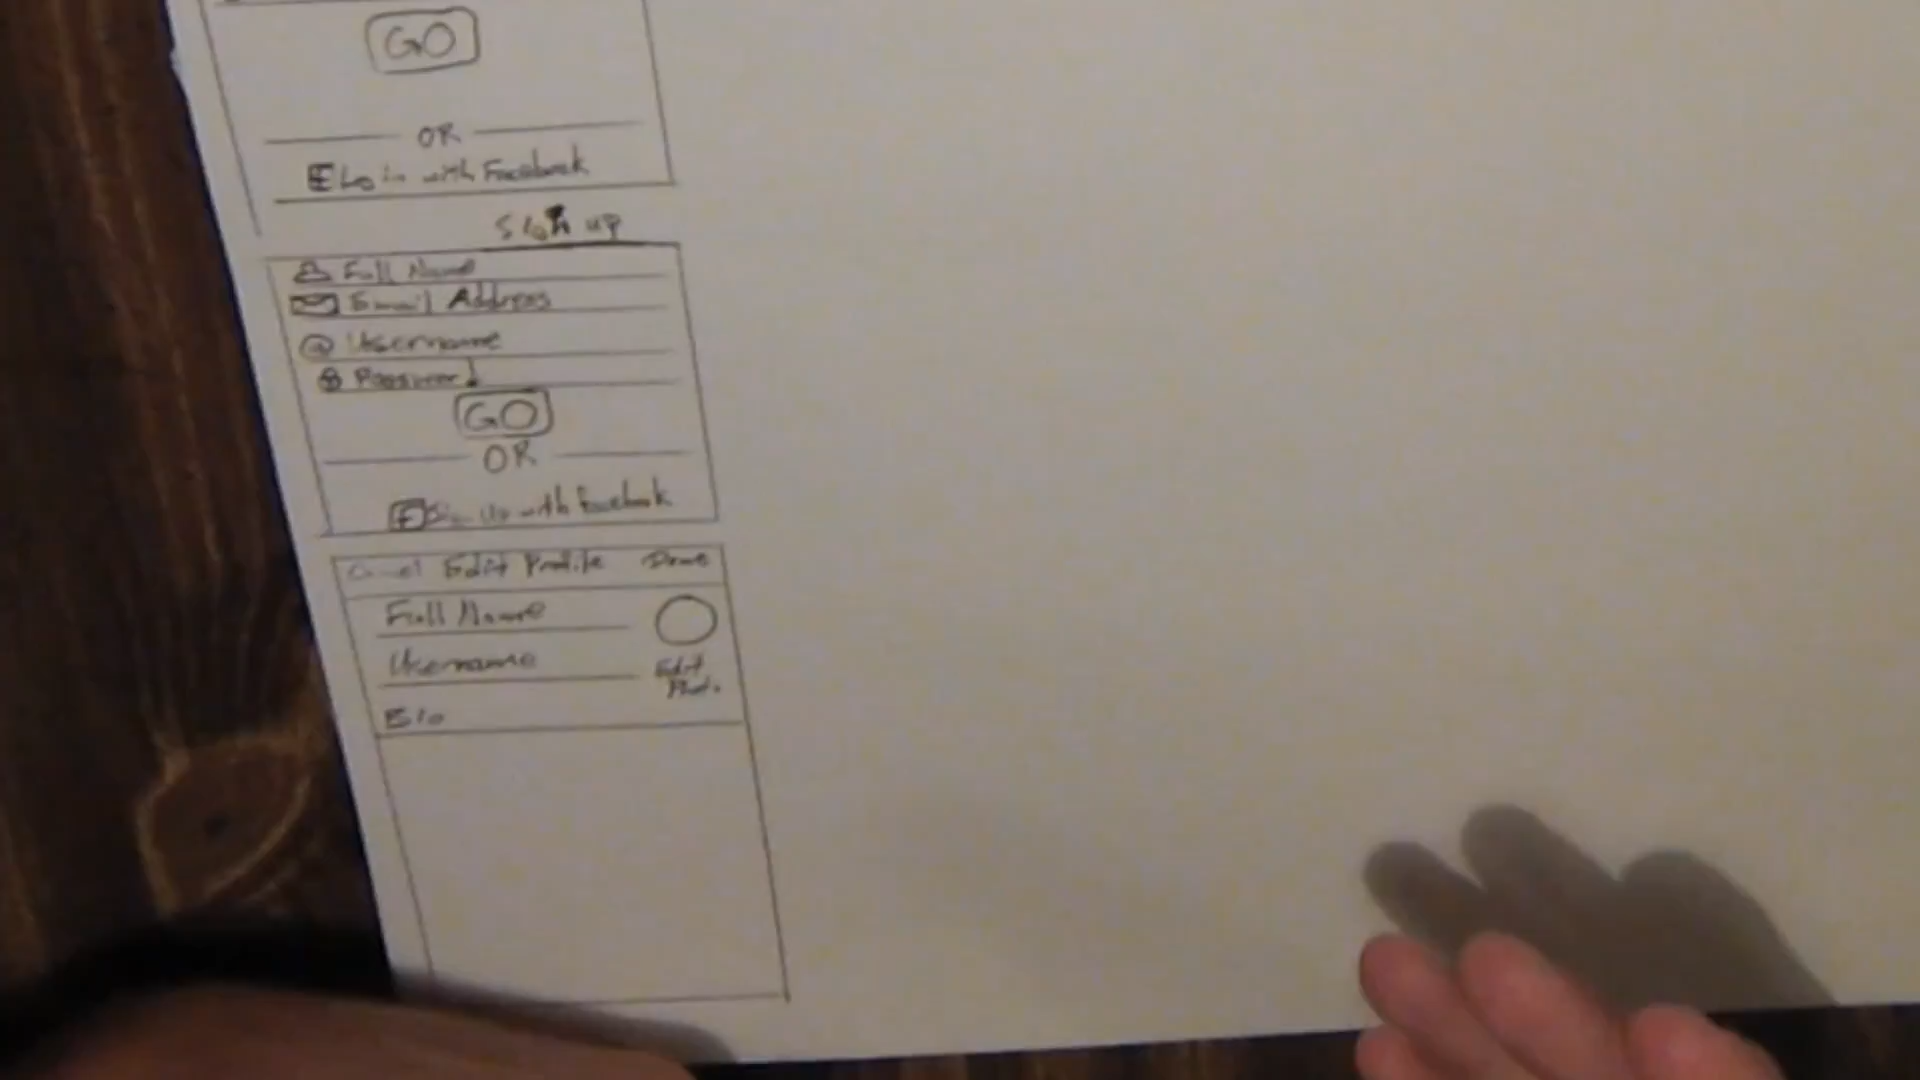 GO
OR
F Log in with Facebook
Sign up
Full Name
Email Address
@ Username
Password
GO
OR
F Sign Up with Facebook
Cancel Edit Profile Done
Full Name
Username
Edit
Photo
Bio